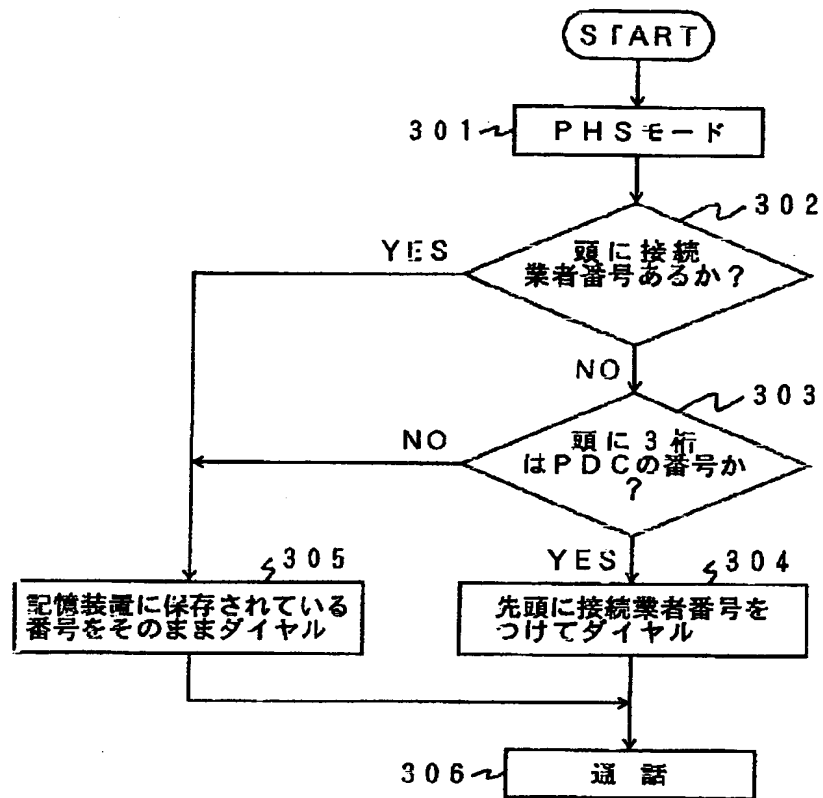 START
301
PHSモード
302
YES
頭に接続
業者番号あるか?
NO
303
NO
頭に3桁
はPDCの番号か
?
305
YES
304
記憶装置に保存されている
番号をそのままダイヤル
先頭に接続業者番号を
つけてダイヤル
306
通話